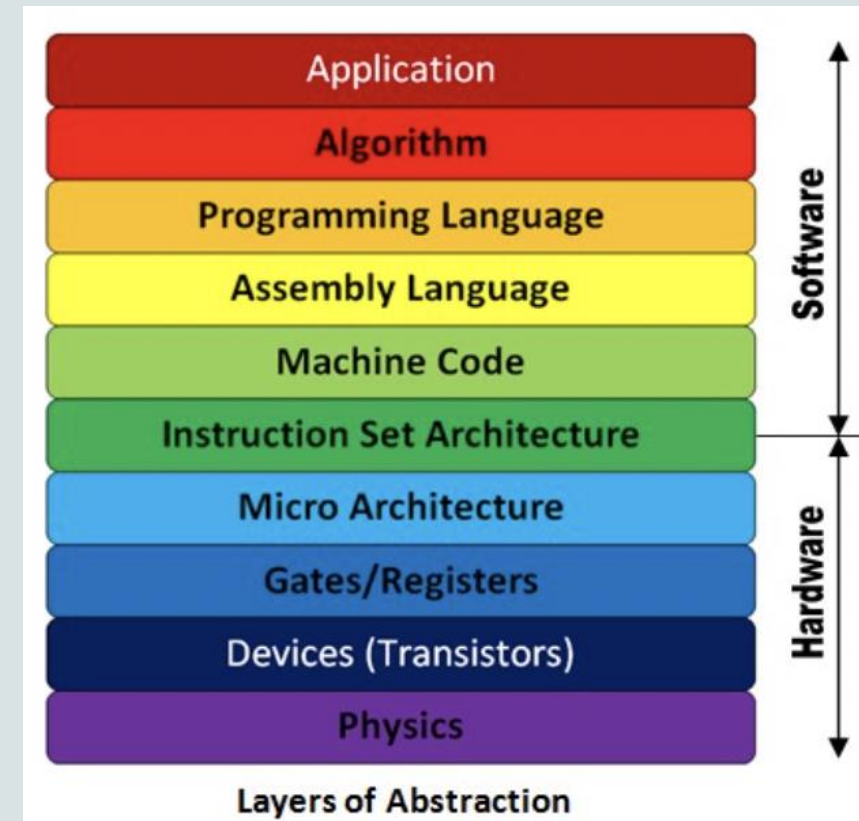 Application
Algorithm
Programming Language
Assembly Language
Machine Code
Instruction Set Architecture
Micro Architecture
Gates/Registers
Devices (Transistors)
Physics
Software
Hardware
Layers of Abstraction